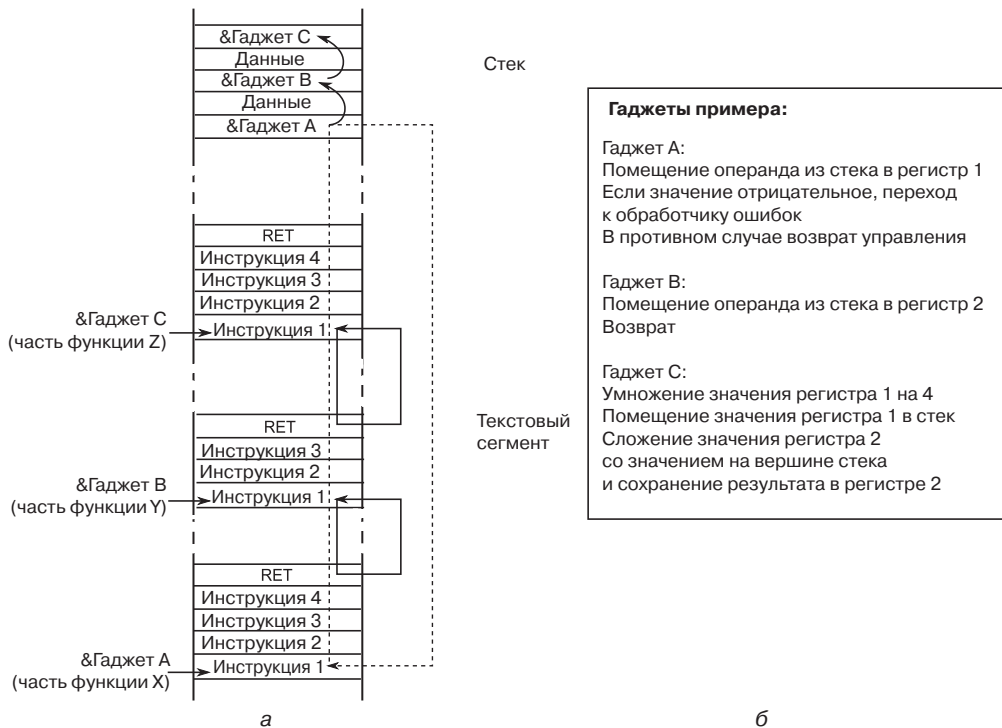 &Гаджет C
Данные
&Гаджет B
Данные
&Гаджет A
Стек
RET
Инструкция 4
Инструкция 3
Инструкция 2
Инструкция 1
&Гаджет C
(часть функции Z)
RET
Инструкция 3
Инструкция 2
Инструкция 1
&Гаджет B
(часть функции Y)
Текстовый
сегмент
RET
Инструкция 4
Инструкция 3
Инструкция 2
Инструкция 1
&Гаджет A
(часть функции X)
а
Гаджеты примера:
Гаджет A:
Помещение операнда из стека в регистр 1
Если значение отрицательное, переход
к обработчику ошибок
В противном случае возврат управления
Гаджет B:
Помещение операнда из стека в регистр 2
Возврат
Гаджет C:
Умножение значения регистра 1 на 4
Помещение значения регистра 1 в стек
Сложение значения регистра 2
со значением на вершине стека
и сохранение результата в регистре 2
б